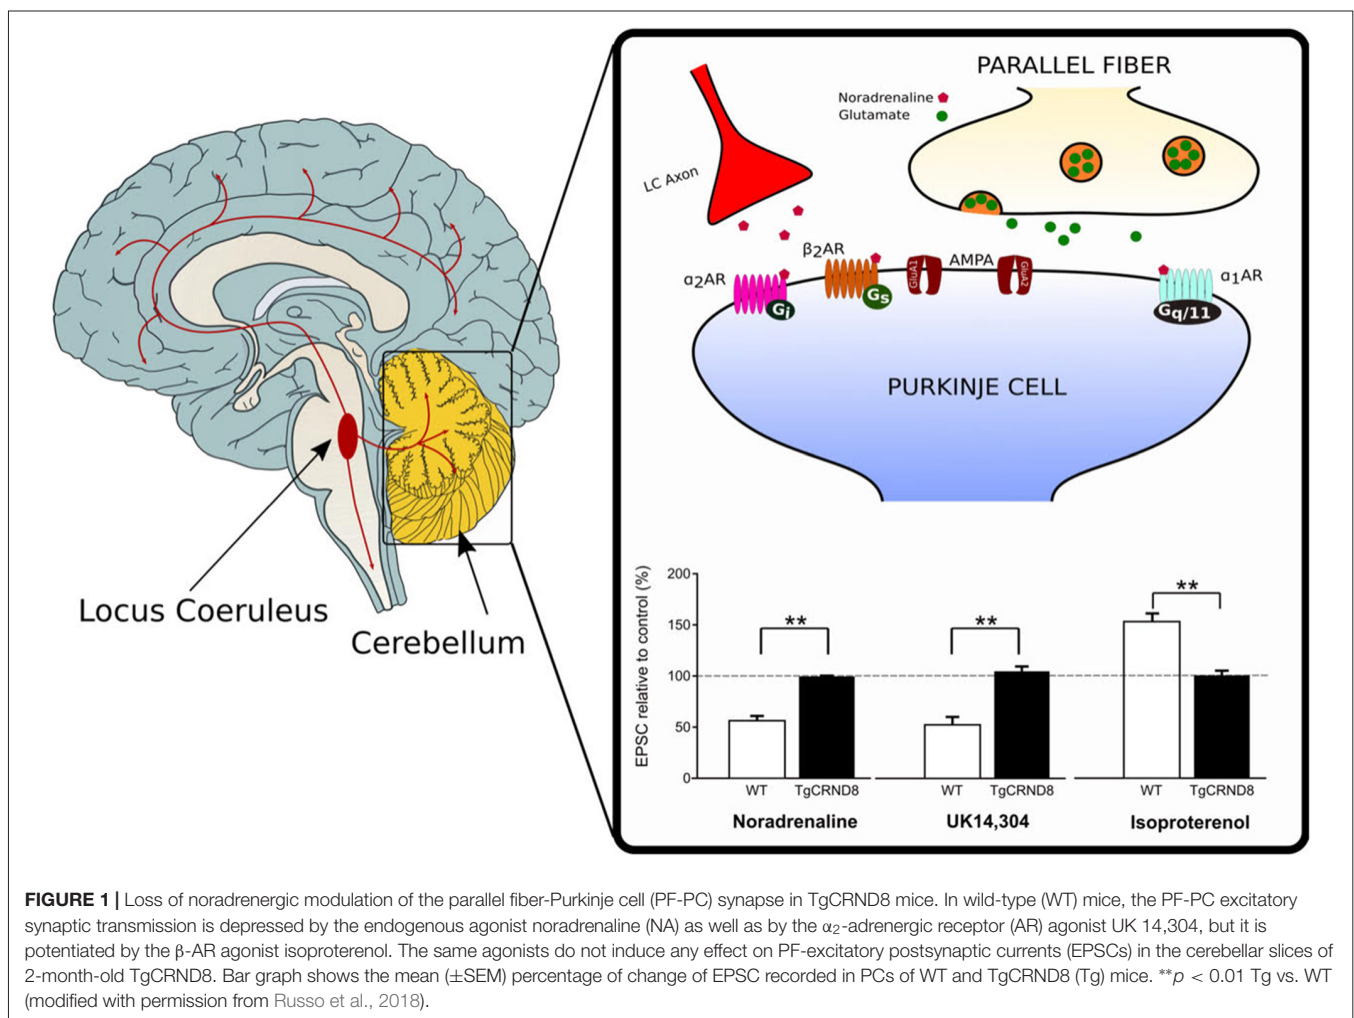 PARALLEL FIBER
Noradrenaline
Glutamate
LC Axon
β2AR
AMPA
GluA1
GluA2
α2AR
α1AR
Gi
Gs
Gq/11
PURKINJE CELL
Locus Coeruleus
Cerebellum
EPSC relative to control (%)
200
150
100
50
0
**
**
**
WT TgCRND8 WT TgCRND8 WT TgCRND8
Noradrenaline UK14,304 Isoproterenol
FIGURE 1 | Loss of noradrenergic modulation of the parallel fiber-Purkinje cell (PF-PC) synapse in TgCRND8 mice. In wild-type (WT) mice, the PF-PC excitatory
synaptic transmission is depressed by the endogenous agonist noradrenaline (NA) as well as by the α2-adrenergic receptor (AR) agonist UK 14,304, but it is
potentiated by the β-AR agonist isoproterenol. The same agonists do not induce any effect on PF-excitatory postsynaptic currents (EPSCs) in the cerebellar slices of
2-month-old TgCRND8. Bar graph shows the mean (±SEM) percentage of change of EPSC recorded in PCs of WT and TgCRND8 (Tg) mice. **p < 0.01 Tg vs. WT
(modified with permission from Russo et al., 2018).